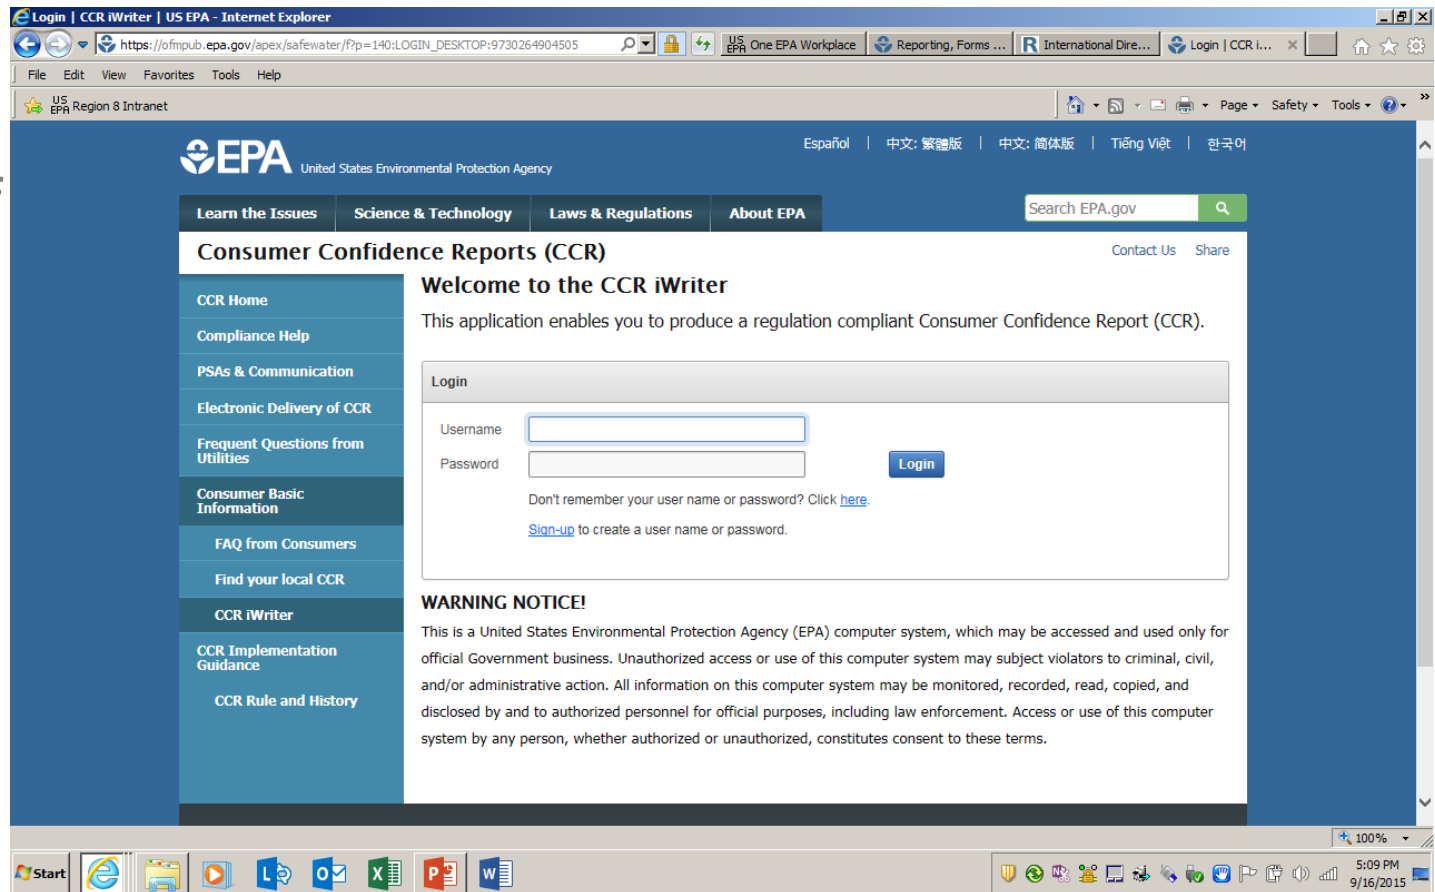 Login | CCR iWriter | US EPA - Internet Explorer
https://ofmpub.epa.gov/apex/safewater/f?p=140:LOGIN_DESKTOP:9730264904505
US EPA One EPA Workplace
Reporting, Forms ...
R International Dire...
Login | CCR i...
File Edit View Favorites Tools Help
US EPA Region 8 Intranet
Page Safety Tools
EPA United States Environmental Protection Agency
Español | 中文: 繁體版 | 中文: 简体版 | Tiếng Việt | 한국어
Learn the Issues Science & Technology Laws & Regulations About EPA
Search EPA.gov
Consumer Confidence Reports (CCR)
Contact Us Share
CCR Home
Compliance Help
PSAs & Communication
Electronic Delivery of CCR
Frequent Questions from
Utilities
Consumer Basic
Information
FAQ from Consumers
Find your local CCR
CCR iWriter
CCR Implementation
Guidance
CCR Rule and History
Welcome to the CCR iWriter
This application enables you to produce a regulation compliant Consumer Confidence Report (CCR).
Login
Username
Password
Login
Don't remember your user name or password? Click here.
Sign-up to create a user name or password.
WARNING NOTICE!
This is a United States Environmental Protection Agency (EPA) computer system, which may be accessed and used only for
official Government business. Unauthorized access or use of this computer system may subject violators to criminal, civil,
and/or administrative action. All information on this computer system may be monitored, recorded, read, copied, and
disclosed by and to authorized personnel for official purposes, including law enforcement. Access or use of this computer
system by any person, whether authorized or unauthorized, constitutes consent to these terms.
100%
Start
5:09 PM
9/16/2015